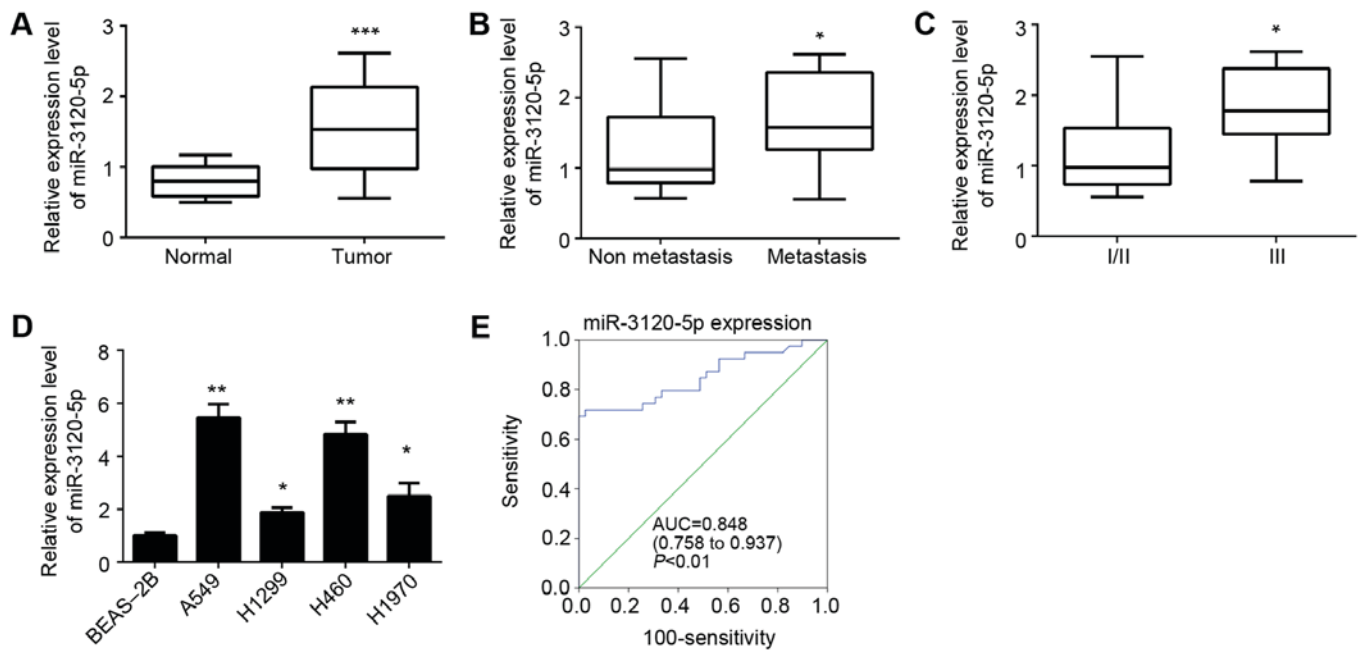 A
Relative expression level
of miR-3120-5p
3
2
1
0
***
Normal
Tumor
B
Relative expression level
of miR-3120-5p
3
2
1
0
*
Non metastasis
Metastasis
C
Relative expression level
of miR-3120-5p
3
2
1
0
*
I/II
III
D
Relative expression level
of miR-3120-5p
8
6
4
2
0
**
*
**
*
BEAS–2B
A549
H1299
H460
H1970
E
miR-3120-5p expression
Sensitivity
1.0
0.8
0.6
0.4
0.2
0.0
AUC=0.848
(0.758 to 0.937)
P<0.01
0.0 0.2 0.4 0.6 0.8 1.0
100-sensitivity